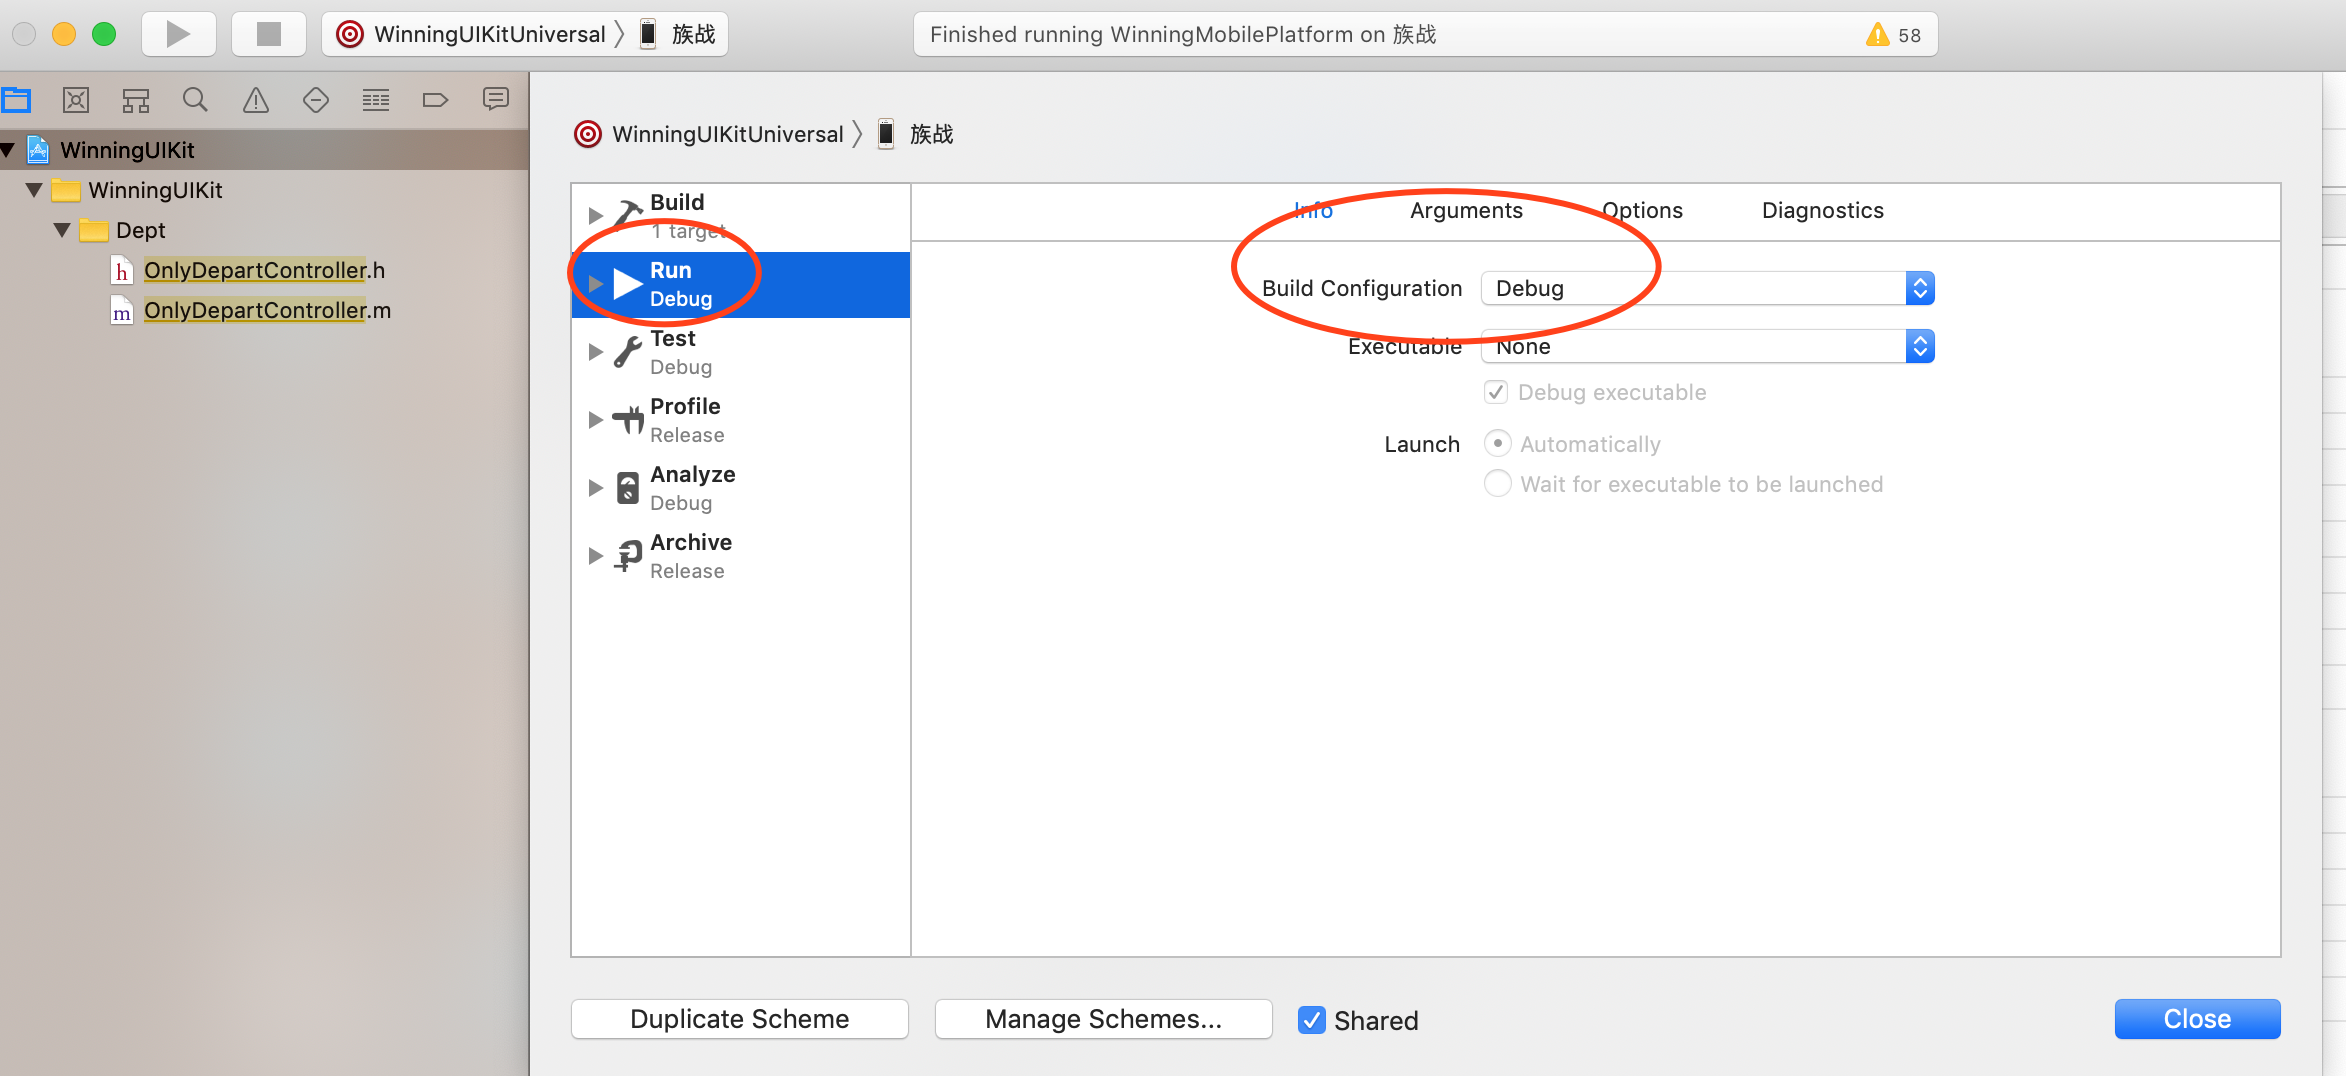 WinningUIKitUniversal 〉 族战
Finished running WinningMobilePlatform on 族战
58
WinningUIKit
WinningUIKit
Dept
OnlyDepartController.h
OnlyDepartController.m
WinningUIKitUniversal 〉 族战
Build
1 target
Run
Debug
Test
Debug
Profile
Release
Analyze
Debug
Archive
Release
Info Arguments Options Diagnostics
Build Configuration Debug
Executable None
Debug executable
Launch Automatically
Wait for executable to be launched
Duplicate Scheme Manage Schemes... Shared Close